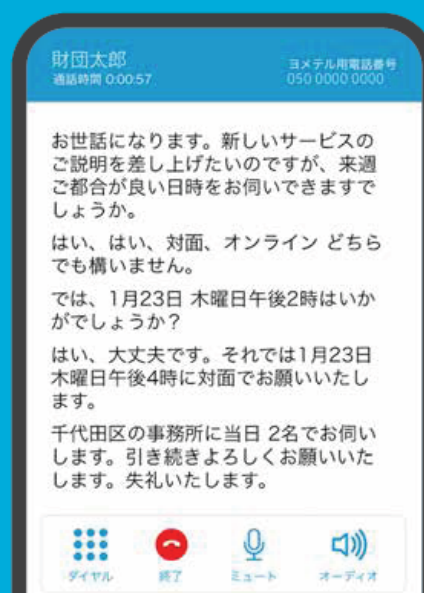 財団太郎
通話時間 0:00:57
ヨメテル用電話番号
050 0000 0000
お世話になります。新しいサービスの
ご説明を差し上げたいのですが、来週
ご都合が良い日時をお伺いできますで
しょうか。
はい、はい、対面、オンライン どちら
でも構いません。
では、1月23日 木曜日午後2時はいか
がでしょうか？
はい、大丈夫です。それでは1月23日
木曜日午後4時に対面でお願いいたし
ます。
千代田区の事務所に当日 2名でお伺い
します。引き続きよろしくお願いいた
します。失礼いたします。
ダイヤル 終了 ミュート オーディオ